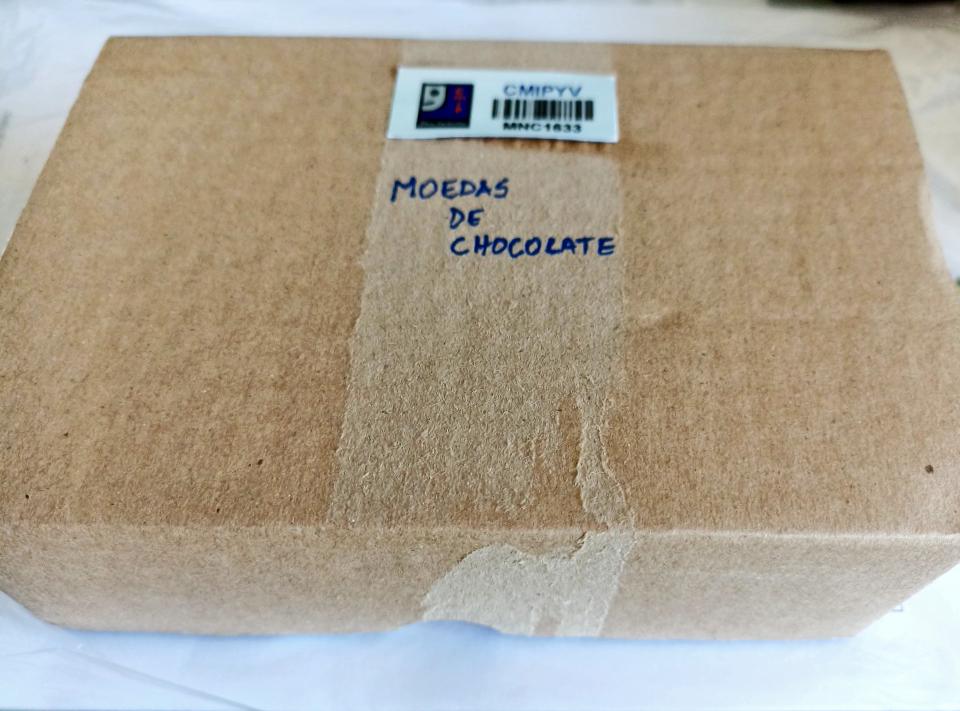 CMIPYV
MNC1633
MOEDAS
DE
CHOCOLATE